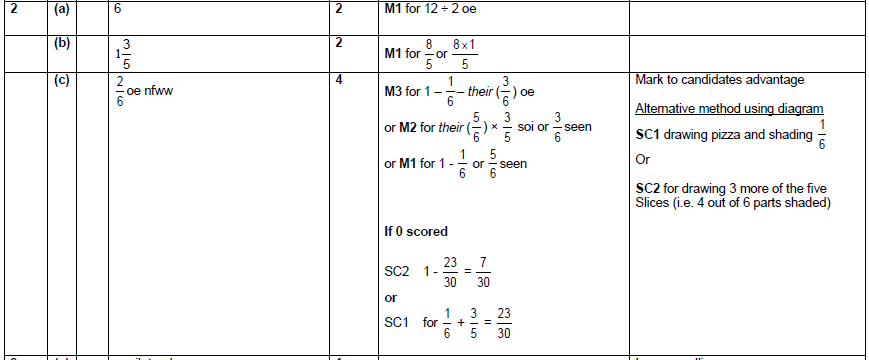 2 (a) 6 2 M1 for 12 ÷ 2 oe
(b) 1 3/5 2 M1 for 8/5 or 8 x 1/5
(c) 2/6 oe nfww 4 M3 for 1 – 1/6 – their (3/6) oe
or M2 for their (5/6) × 3/5 soi or 3/6 seen
or M1 for 1 - 1/6 or 5/6 seen
If 0 scored
SC2 1 - 23/30 = 7/30
or
SC1 for 1/6 + 3/5 = 23/30
Mark to candidates advantage
Alternative method using diagram
SC1 drawing pizza and shading 1/6
Or
SC2 for drawing 3 more of the five
Slices (i.e. 4 out of 6 parts shaded)